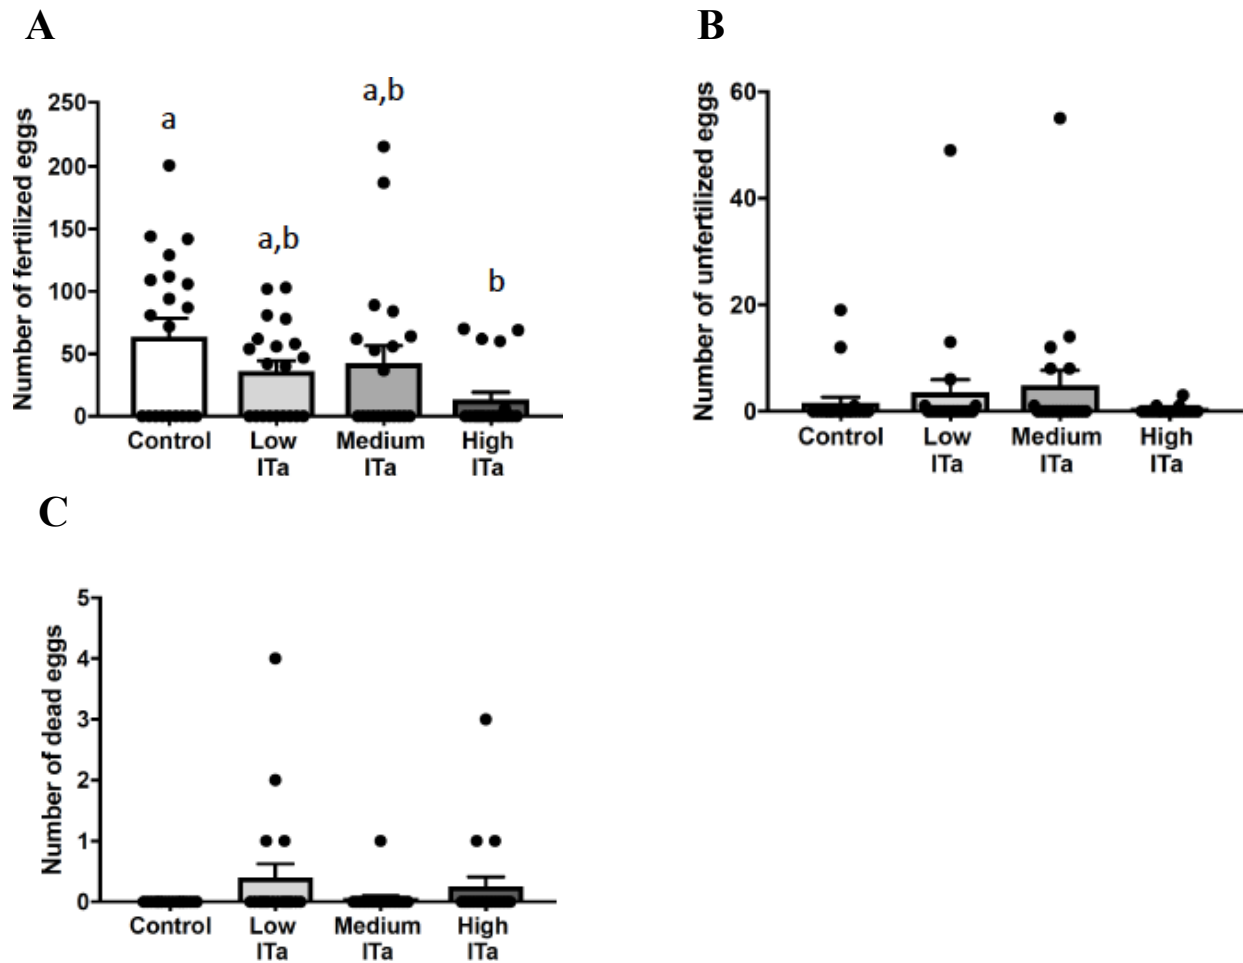 A
Number of fertilized eggs
250
200
150
100
50
0
a
a,b
a,b
b
Control
Low
ITa
Medium
ITa
High
ITa
B
Number of unfertilized eggs
60
40
20
0
Control
Low
ITa
Medium
ITa
High
ITa
C
Number of dead eggs
5
4
3
2
1
0
Control
Low
ITa
Medium
ITa
High
ITa